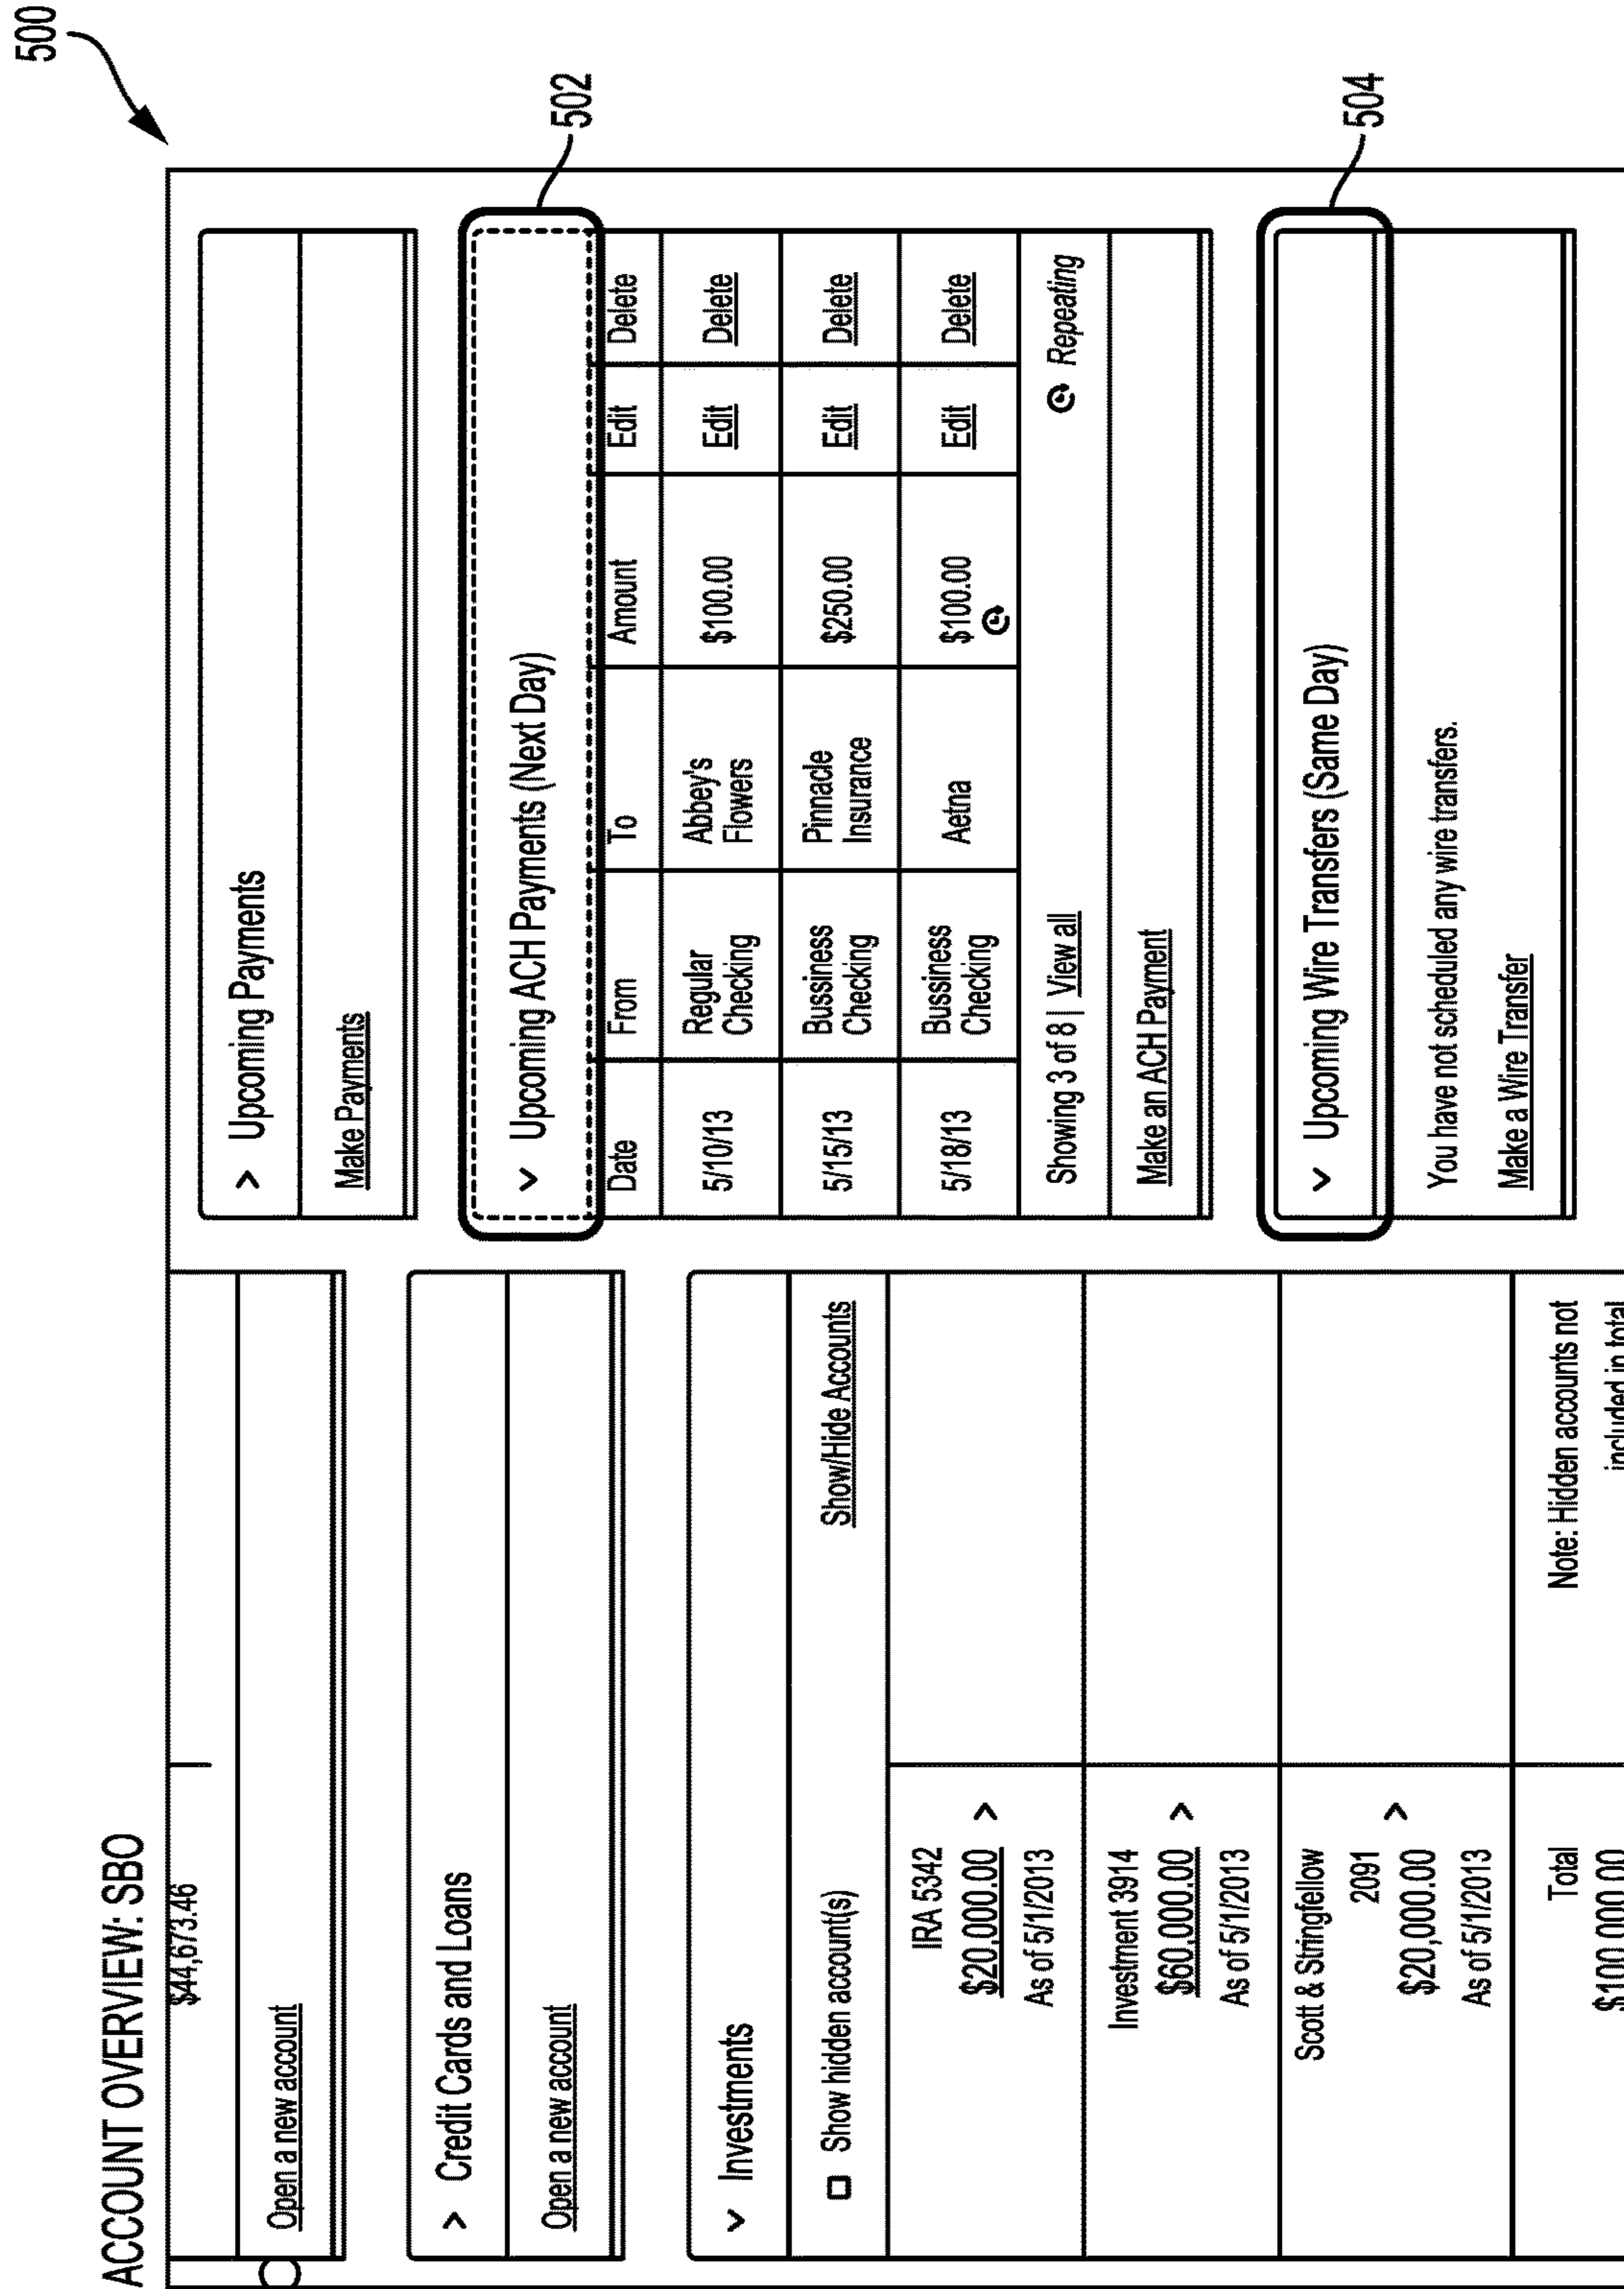 500
ACCOUNT OVERVIEW: SBO
$44,673.46
Open a new account
> Credit Cards and Loans
Open a new account
Investments
Show hidden account(s)
Show/Hide Accounts
IRA 5342
$20,000.00 >
As of 5/1/2013
Investment 3914
$60,000.00 >
As of 5/1/2013
Scott & Stringfellow
2091
$20,000.00 >
As of 5/1/2013
Total
$100,000.00
Note: Hidden accounts not
included in total
> Upcoming Payments
Make Payments
502
Upcoming ACH Payments (Next Day)
Date From To Amount Edit Delete
5/10/13 Regular Checking Abbey's Flowers $100.00 Edit Delete
5/15/13 Bussiness Checking Pinnacle Insurance $250.00 Edit Delete
5/18/13 Bussiness Checking Aetna $100.00 Edit Delete
Showing 3 of 8 | View all Repeating
Make an ACH Payment
504
Upcoming Wire Transfers (Same Day)
You have not scheduled any wire transfers.
Make a Wire Transfer